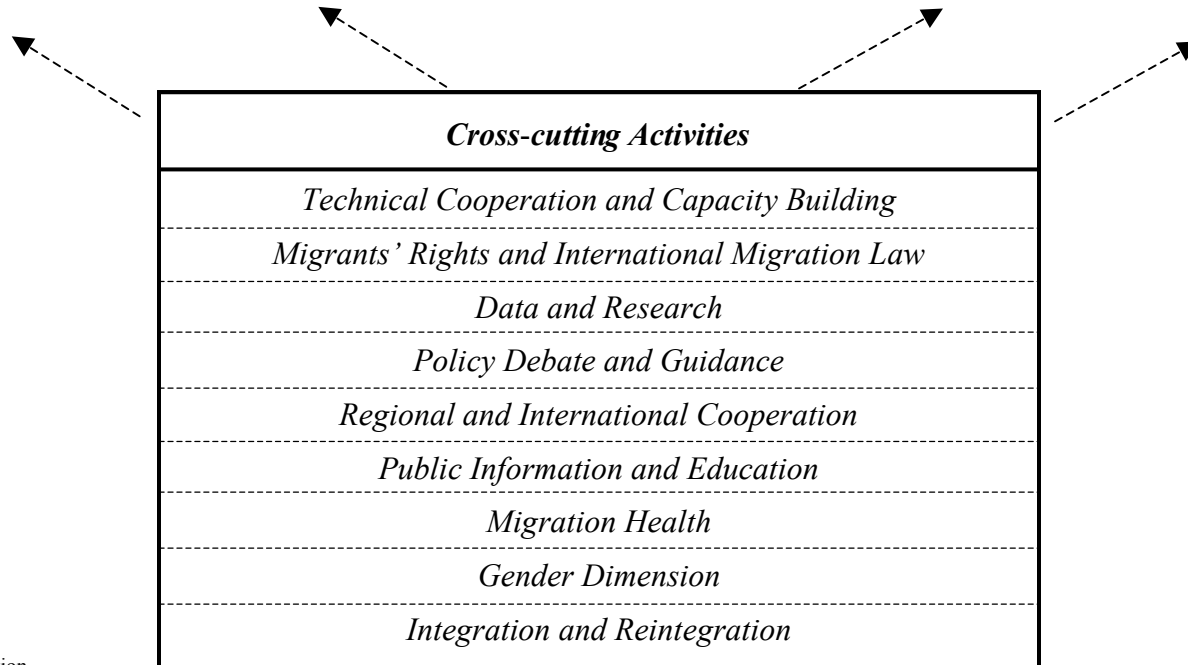 Cross-cutting Activities
Technical Cooperation and Capacity Building
Migrants’ Rights and International Migration Law
Data and Research
Policy Debate and Guidance
Regional and International Cooperation
Public Information and Education
Migration Health
Gender Dimension
Integration and Reintegration